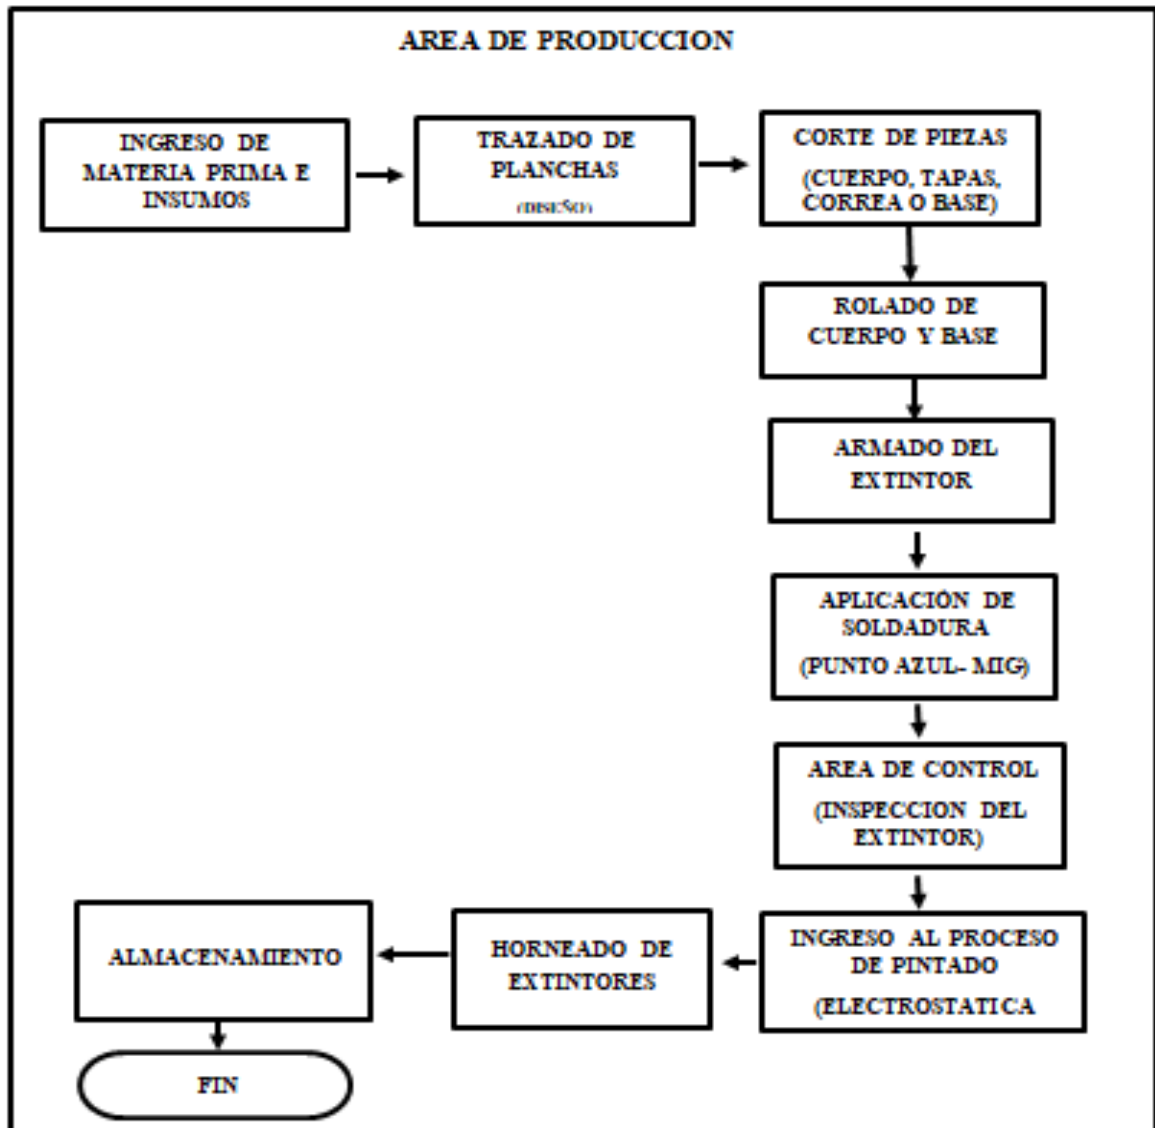 AREA DE PRODUCCION
INGRESO DE
MATERIA PRIMA E
INSUMOS
TRAZADO DE
PLANCHAS
(DISEÑO)
CORTE DE PIEZAS
(CUERPO, TAPAS,
CORREA O BASE)
ROLADO DE
CUERPO Y BASE
ARMADO DEL
EXTINTOR
APLICACIÓN DE
SOLDADURA
(PUNTO AZUL- MIG)
AREA DE CONTROL
(INSPECCION DEL
EXTINTOR)
INGRESO AL PROCESO
DE PINTADO
(ELECTROSTATICA
HORNEADO DE
EXTINTORES
ALMACENAMIENTO
FIN